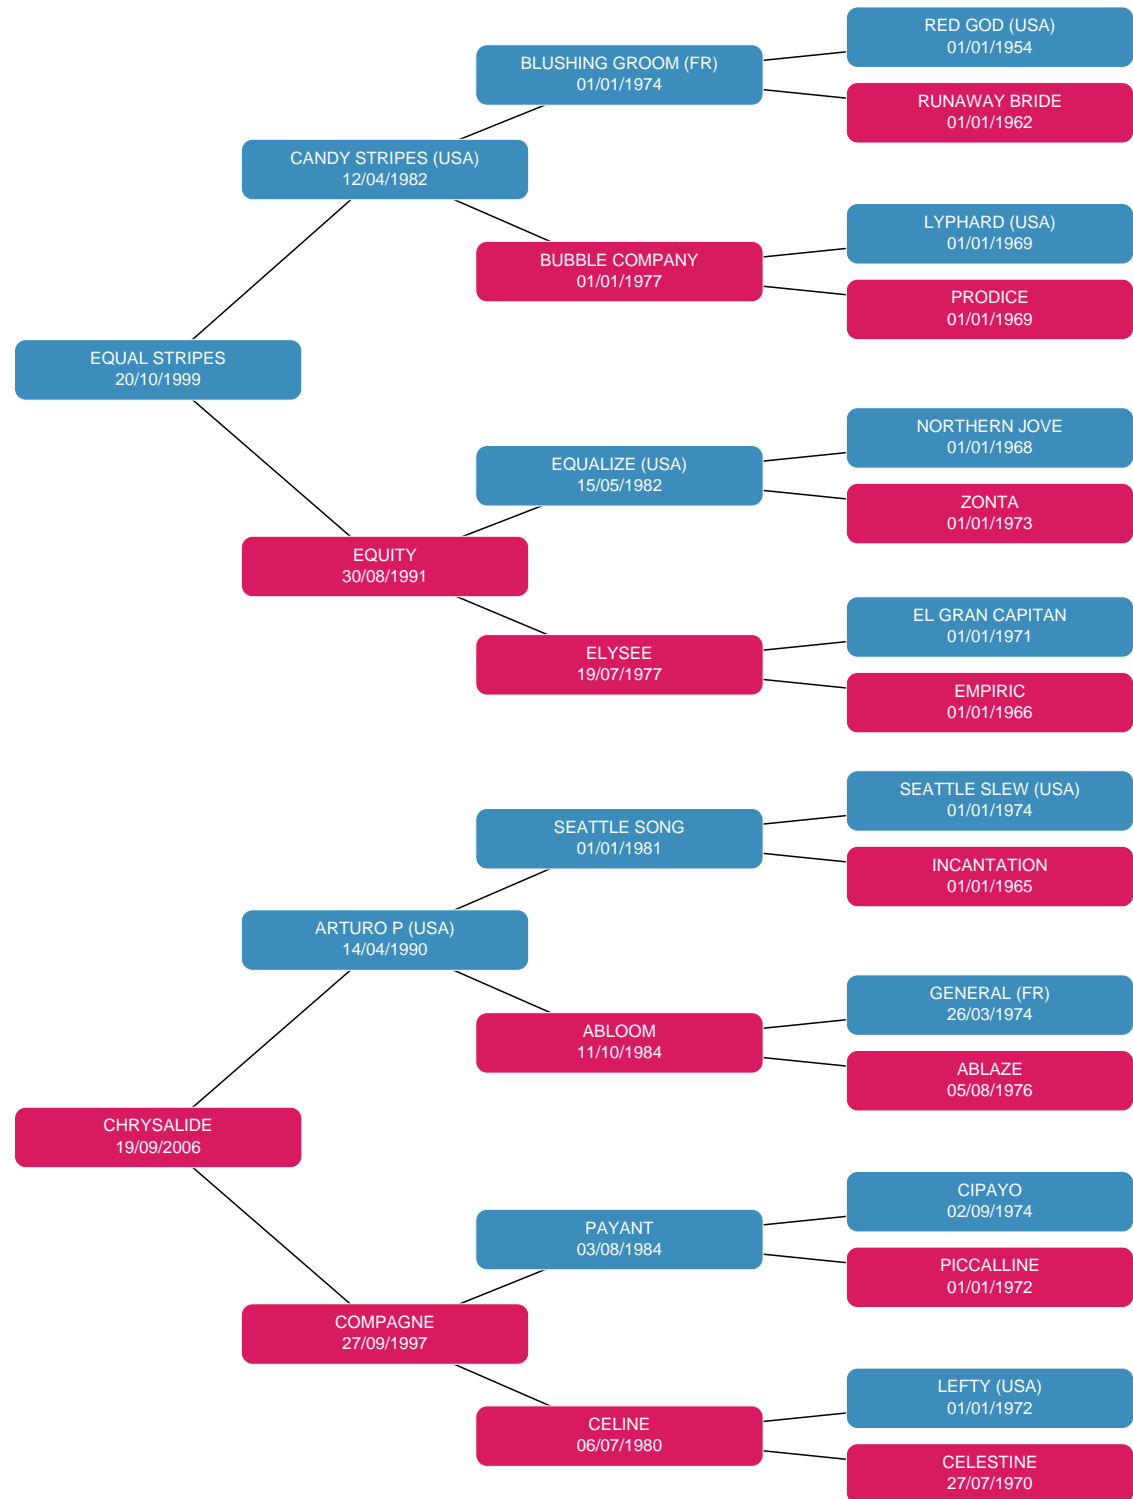 RED GOD (USA)
01/01/1954
BLUSHING GROOM (FR)
01/01/1974
RUNAWAY BRIDE
01/01/1962
CANDY STRIPES (USA)
12/04/1982
LYPHARD (USA)
01/01/1969
BUBBLE COMPANY
01/01/1977
PRODICE
01/01/1969
EQUAL STRIPES
20/10/1999
NORTHERN JOVE
01/01/1968
EQUALIZE (USA)
15/05/1982
ZONTA
01/01/1973
EQUITY
30/08/1991
EL GRAN CAPITAN
01/01/1971
ELYSEE
19/07/1977
EMPIRIC
01/01/1966
SEATTLE SLEW (USA)
01/01/1974
SEATTLE SONG
01/01/1981
INCANTATION
01/01/1965
ARTURO P (USA)
14/04/1990
GENERAL (FR)
26/03/1974
ABLOOM
11/10/1984
ABLAZE
05/08/1976
CHRYSALIDE
19/09/2006
CIPAYO
02/09/1974
PAYANT
03/08/1984
PICCALLINE
01/01/1972
COMPAGNE
27/09/1997
LEFTY (USA)
01/01/1972
CELINE
06/07/1980
CELESTINE
27/07/1970